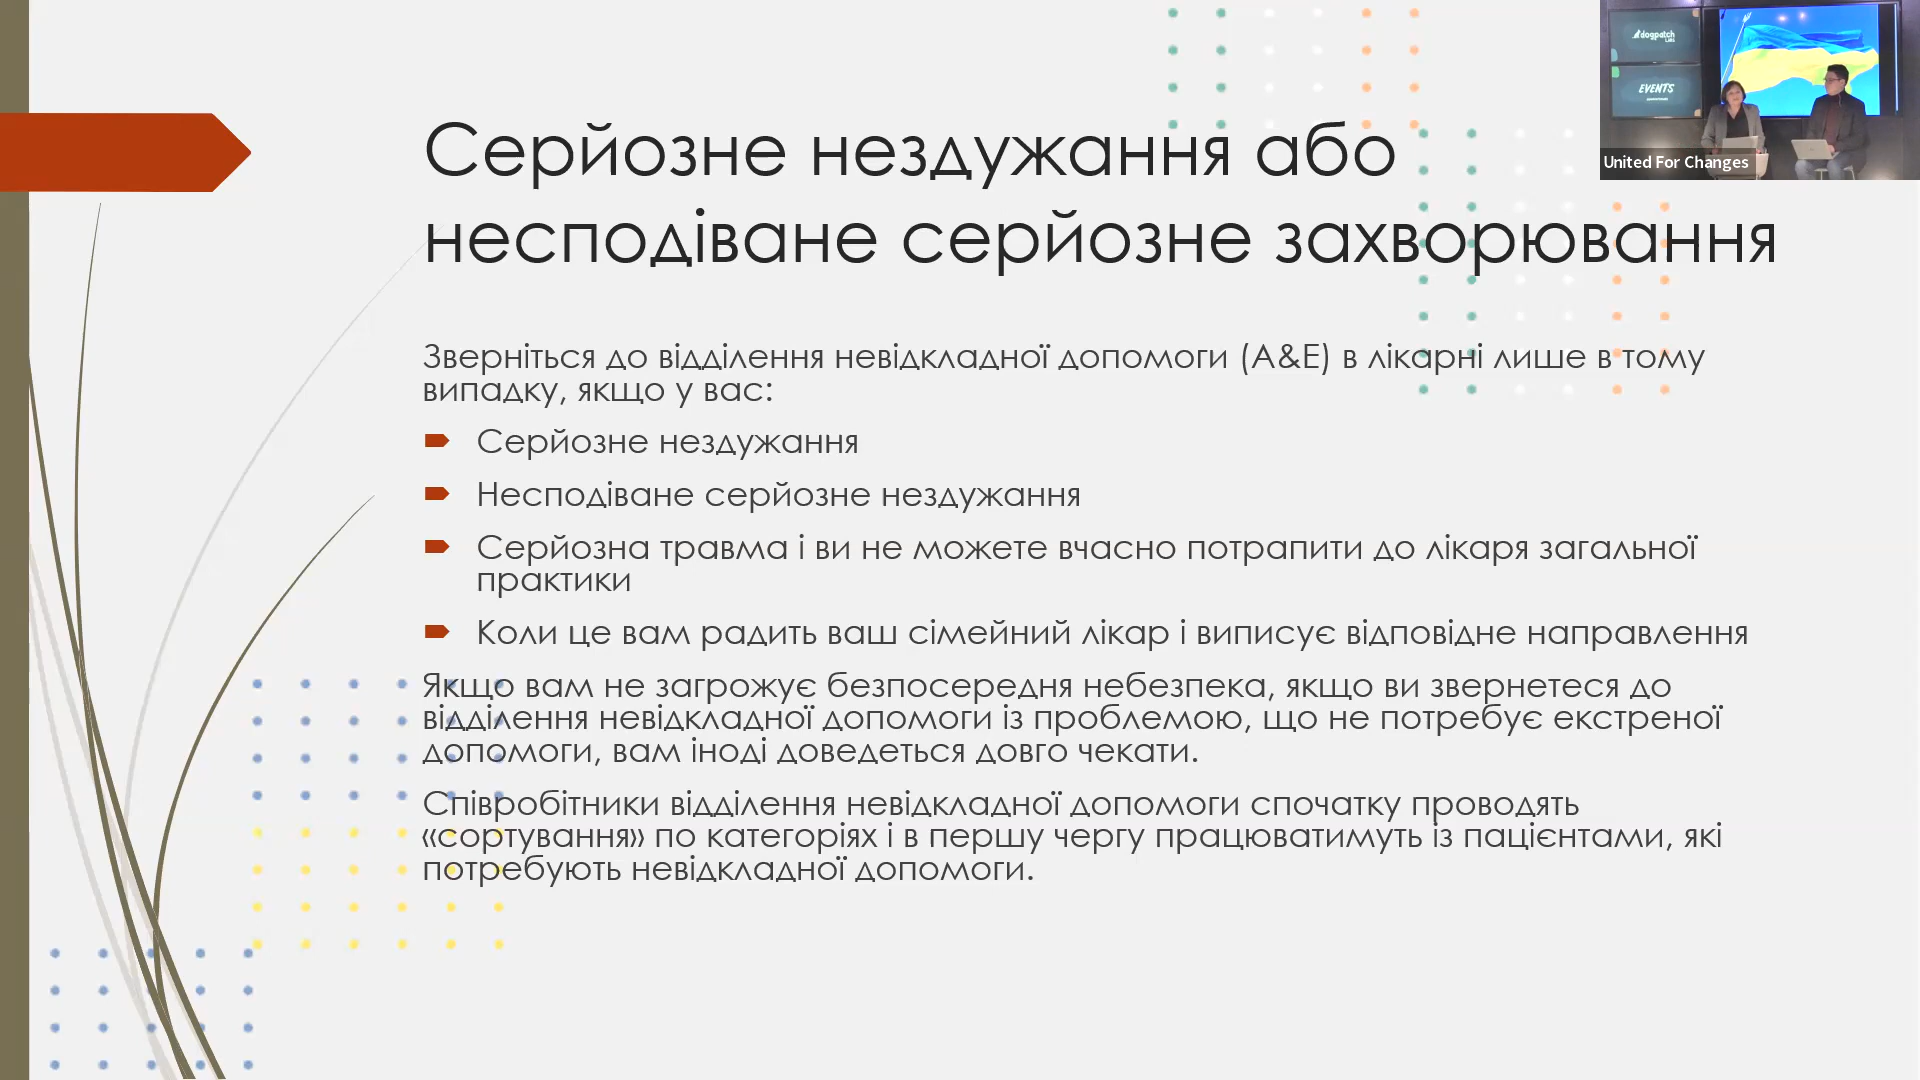 Серйозне нездужання або
несподіване серйозне захворювання
Зверніться до відділення невідкладної допомоги (A&E) в лікарні лише в тому
випадку, якщо у вас:
Серйозне нездужання
Несподіване серйозне нездужання
Серйозна травма і ви не можете вчасно потрапити до лікаря загальної
практики
Коли це вам радить ваш сімейний лікар і виписує відповідне направлення
Якщо вам не загрожує безпосередня небезпека, якщо ви звернетеся до
відділення невідкладної допомоги із проблемою, що не потребує екстреної
допомоги, вам іноді доведеться довго чекати.
Співробітники відділення невідкладної допомоги спочатку проводять
«сортування» по категоріях і в першу чергу працюватимуть із пацієнтами, які
потребують невідкладної допомоги.
dogpatch
LABS
EVENTS
United For Changes